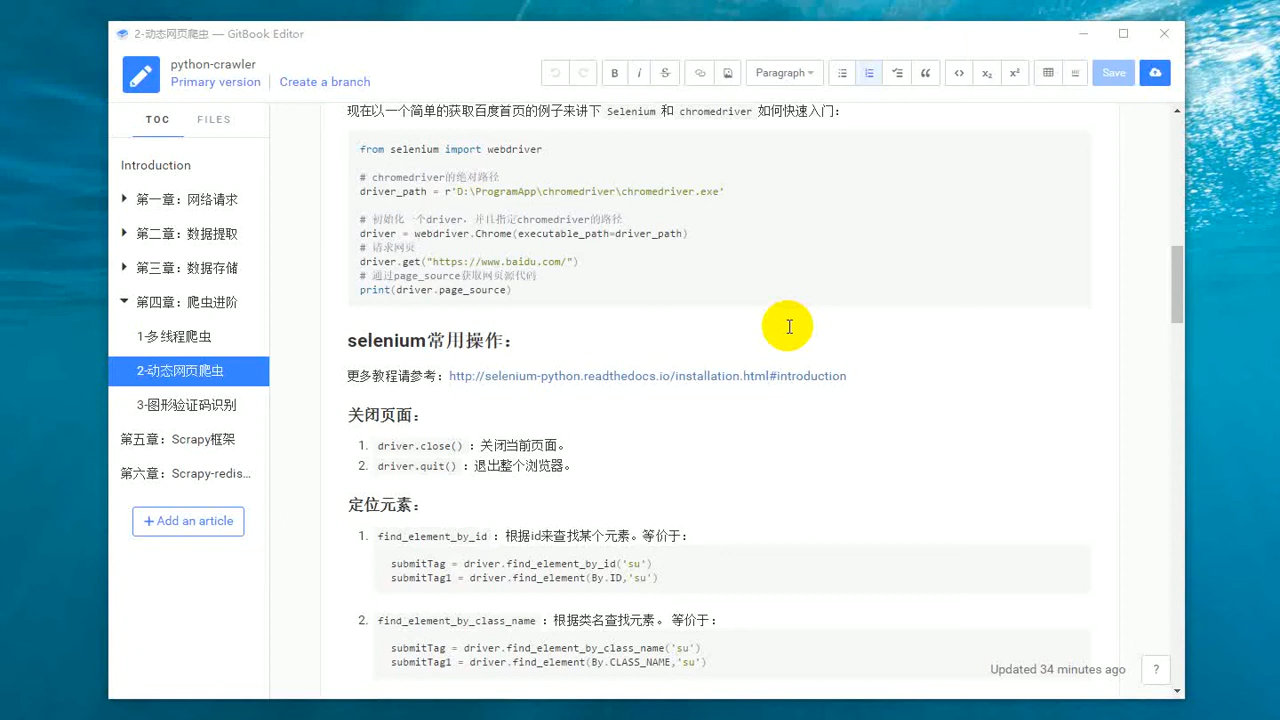 2-动态网页爬虫 — GitBook Editor
python-crawler
Primary version | Create a branch
B i S Paragraph <> x₂ x² Save
TOC FILES
Introduction
第一章：网络请求
第二章：数据提取
第三章：数据存储
第四章：爬虫进阶
1-多线程爬虫
2-动态网页爬虫
3-图形验证码识别
第五章：Scrapy框架
第六章：Scrapy-redis...
+ Add an article
现在以一个简单的获取百度首页的例子来讲下 Selenium 和 chromedriver 如何快速入门：
from selenium import webdriver
# chromedriver的绝对路径
driver_path = r'D:\ProgramApp\chromedriver\chromedriver.exe'
# 初始化一个driver，并且指定chromedriver的路径
driver = webdriver.Chrome(executable_path=driver_path)
# 请求网页
driver.get("https://www.baidu.com/")
# 通过page_source获取网页源代码
print(driver.page_source)
selenium常用操作：
更多教程请参考：http://selenium-python.readthedocs.io/installation.html#introduction
关闭页面：
1. driver.close() ：关闭当前页面。
2. driver.quit() ：退出整个浏览器。
定位元素：
1. find_element_by_id ：根据id来查找某个元素。等价于：
submitTag = driver.find_element_by_id('su')
submitTag1 = driver.find_element(By.ID,'su')
2. find_element_by_class_name ：根据类名查找元素。 等价于：
submitTag = driver.find_element_by_class_name('su')
submitTag1 = driver.find_element(By.CLASS_NAME,'su')
Updated 34 minutes ago ?